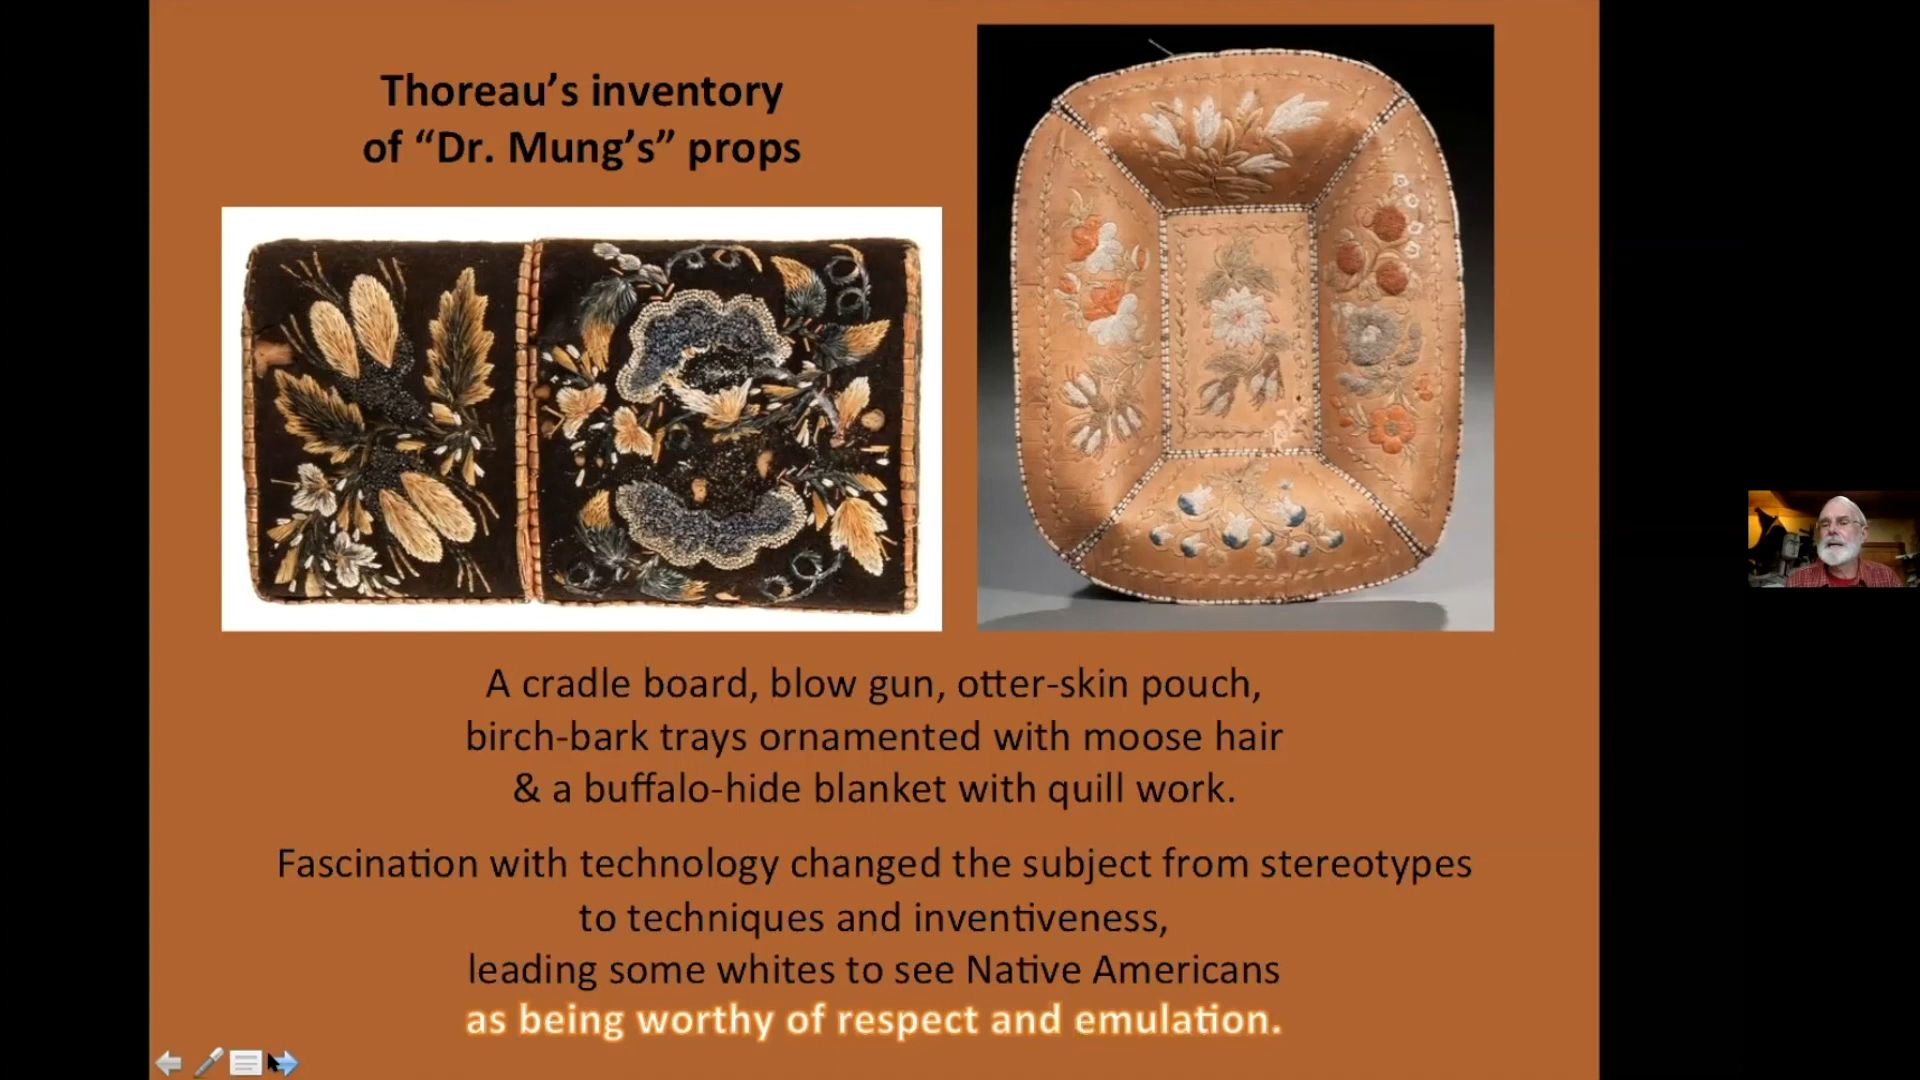 Thoreau’s inventory
of “Dr. Mung’s” props
A cradle board, blow gun, otter-skin pouch,
birch-bark trays ornamented with moose hair
& a buffalo-hide blanket with quill work.
Fascination with technology changed the subject from stereotypes
to techniques and inventiveness,
leading some whites to see Native Americans
as being worthy of respect and emulation.